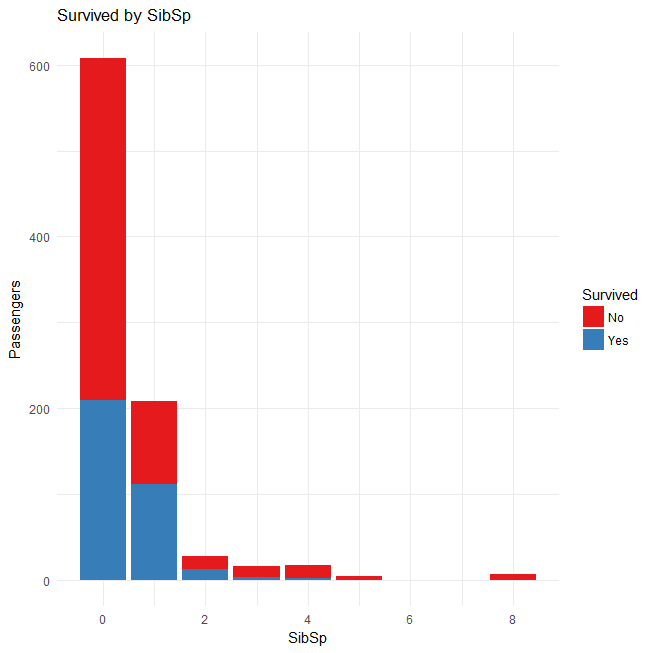 Survived by SibSp
600
400
200
0
Passengers
0 2 4 6 8
SibSp
Survived
No
Yes